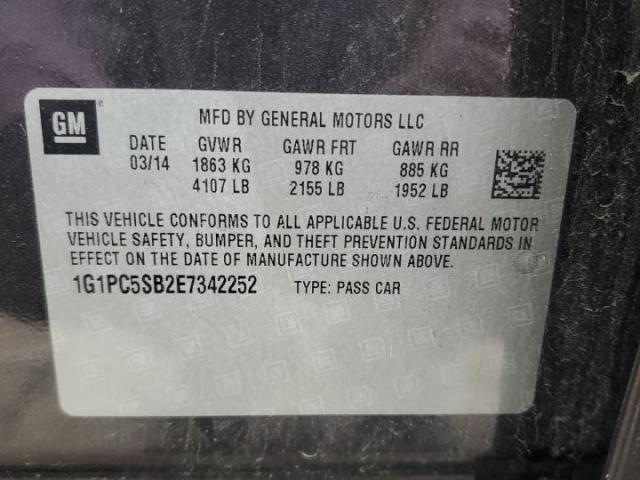 GM
MFD BY GENERAL MOTORS LLC
DATE GVWR GAWR FRT GAWR RR
03/14 1863 KG 978 KG 885 KG
4107 LB 2155 LB 1952 LB
THIS VEHICLE CONFORMS TO ALL APPLICABLE U.S. FEDERAL MOTOR
VEHICLE SAFETY, BUMPER, AND THEFT PREVENTION STANDARDS IN
EFFECT ON THE DATE OF MANUFACTURE SHOWN ABOVE.
1G1PC5SB2E7342252 TYPE: PASS CAR